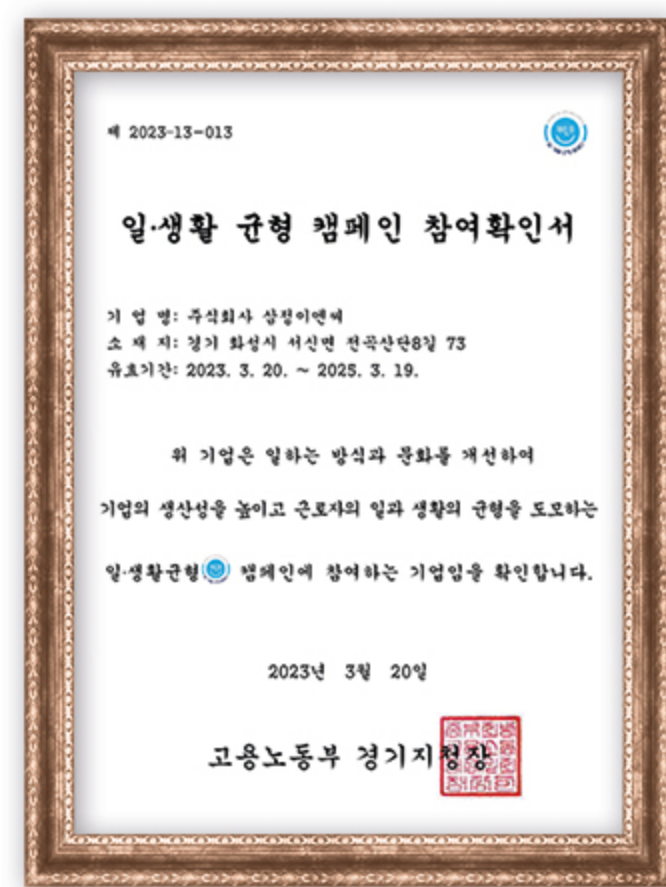 제 2023-13-013
일·생활 균형 캠페인 참여확인서
기 업 명: 주식회사 삼정이엔씨
소 재 지: 경기 화성시 서신면 전곡산단8길 73
유효기간: 2023. 3. 20. ~ 2025. 3. 19.
위 기업은 일하는 방식과 문화를 개선하여
기업의 생산성을 높이고 근로자의 일과 생활의 균형을 도모하는
일·생활균형 캠페인에 참여하는 기업임을 확인합니다.
2023년 3월 20일
고용노동부 경기지청장